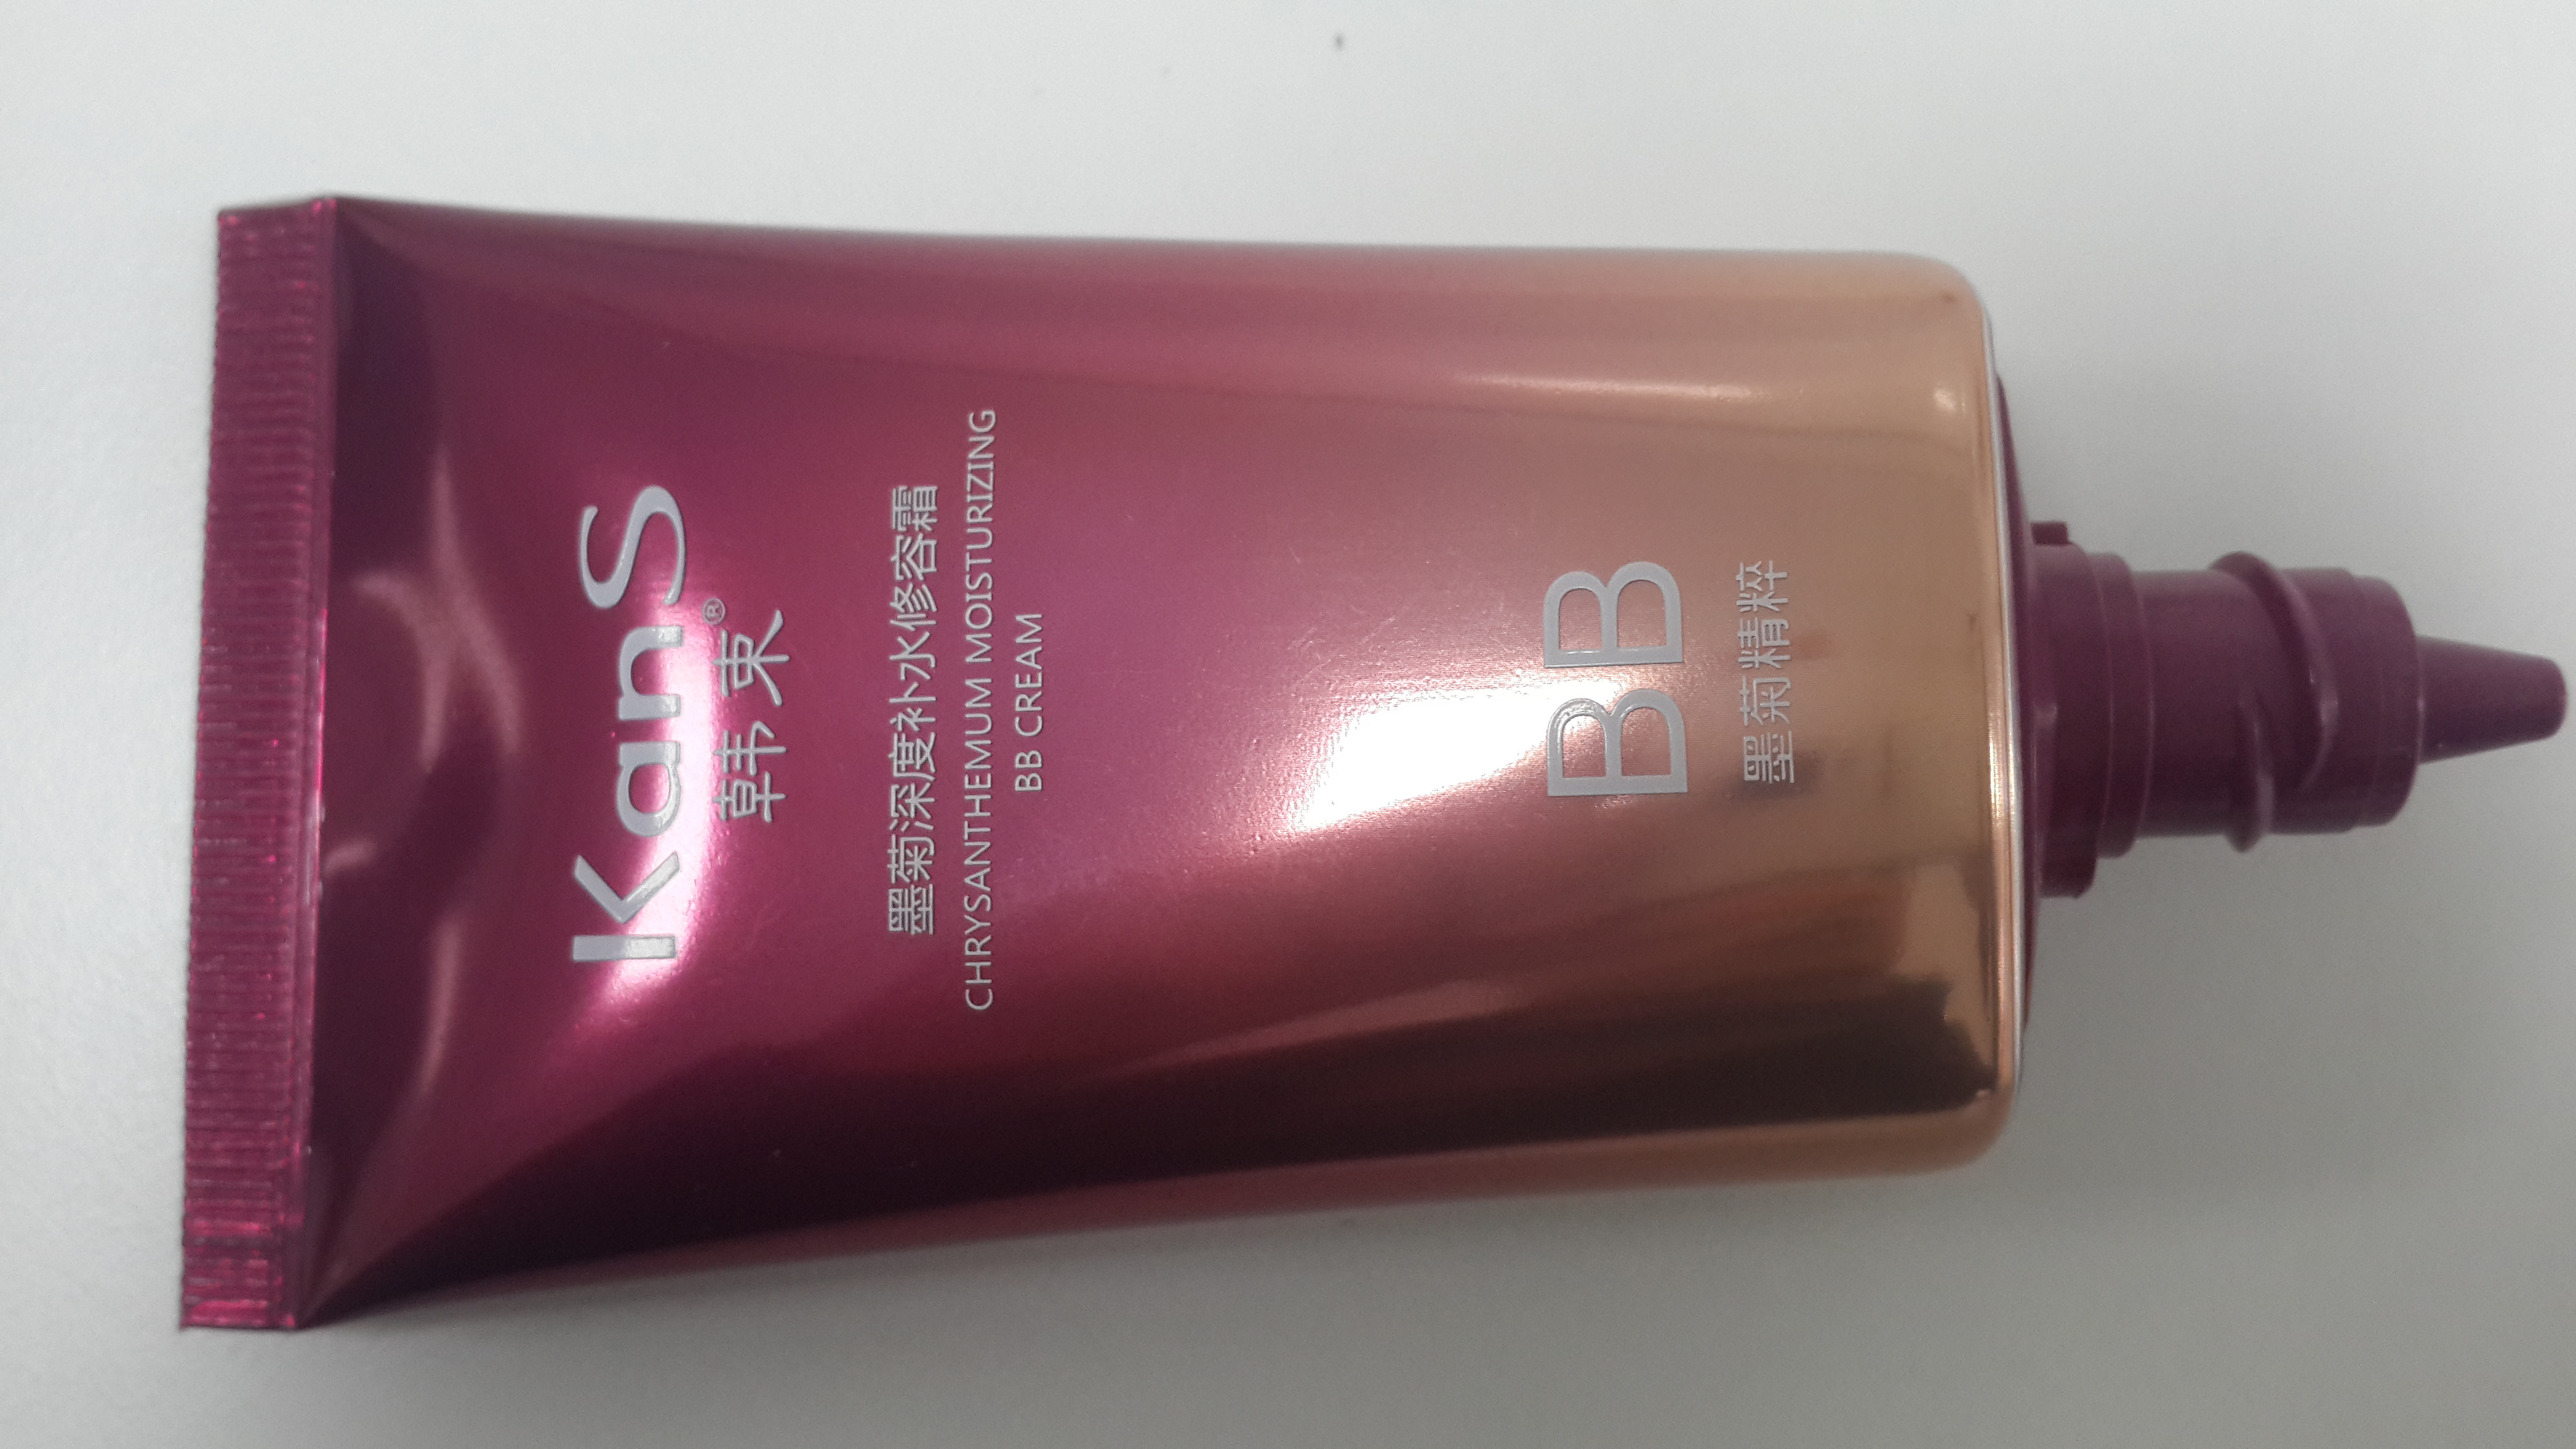 KanS
韩束®
墨菊深度补水修容霜
CHRYSANTHEMUM MOISTURIZING
BB CREAM
BB
墨菊精粹